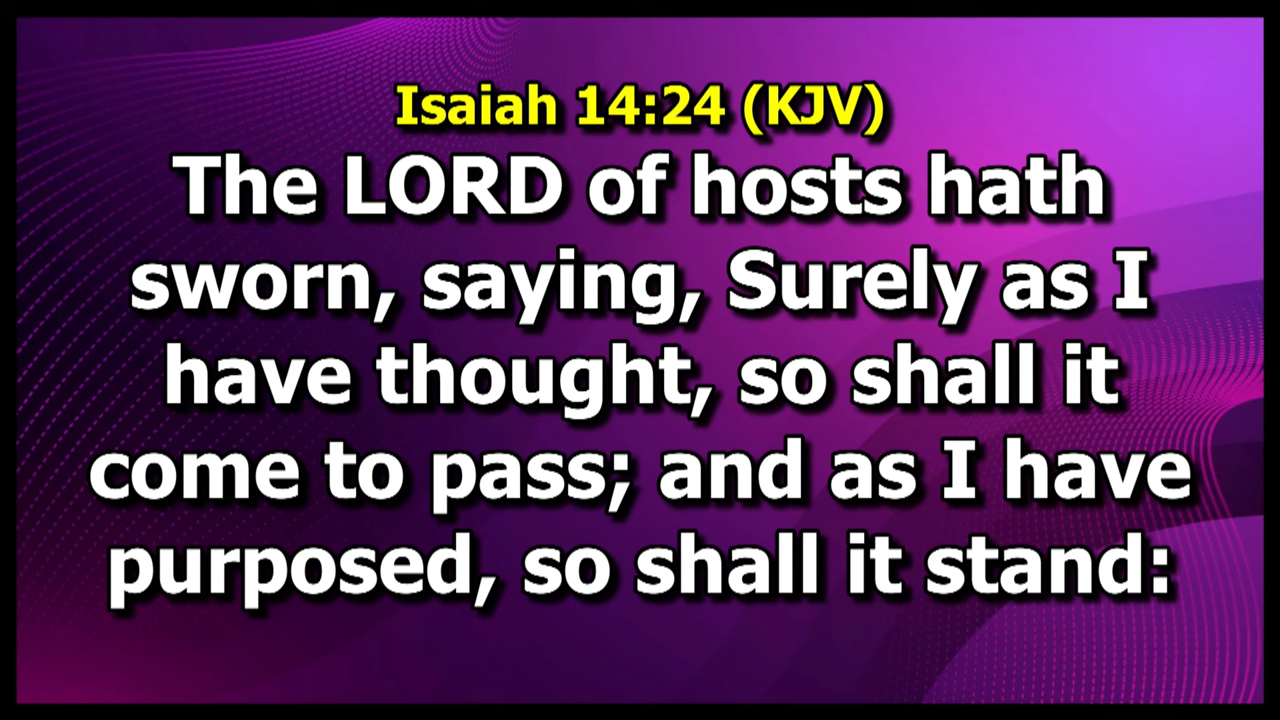 Isaiah 14:24 (KJV)
The LORD of hosts hath
sworn, saying, Surely as I
have thought, so shall it
come to pass; and as I have
purposed, so shall it stand: